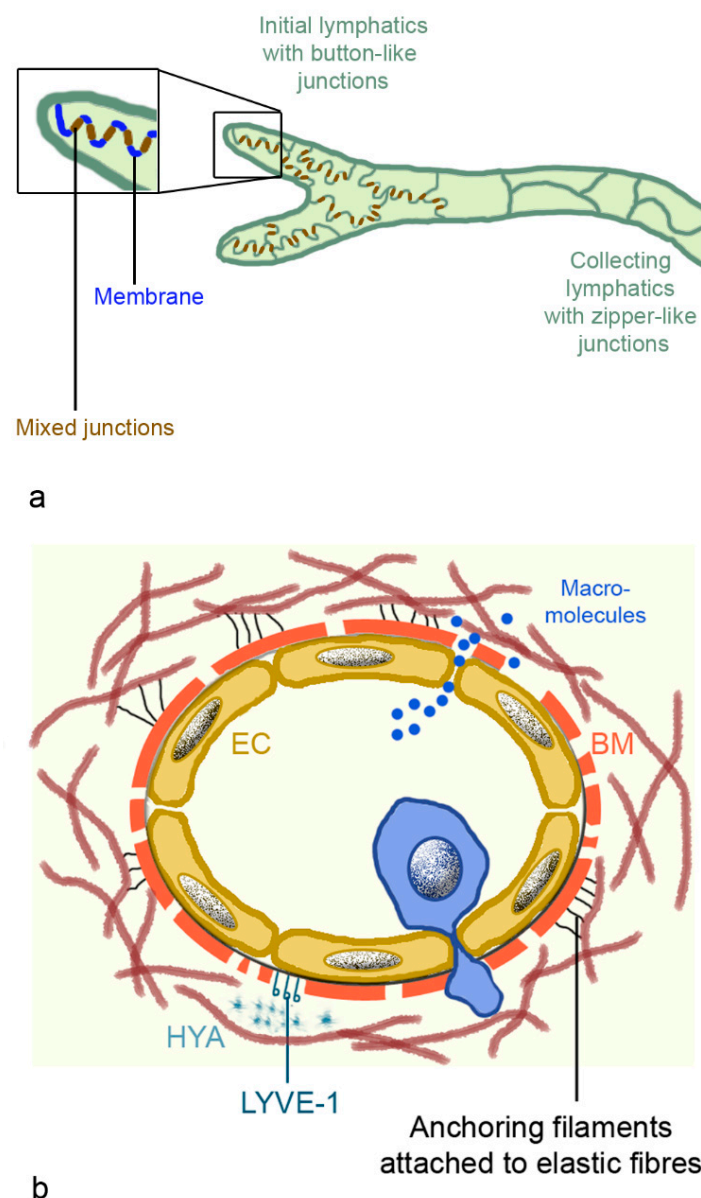 Initial lymphatics
with button-like
junctions
Membrane
Collecting
lymphatics
with zipper-like
junctions
Mixed junctions
a
Macro-
molecules
EC
BM
HYA
LYVE-1
Anchoring filaments
attached to elastic fibres
b